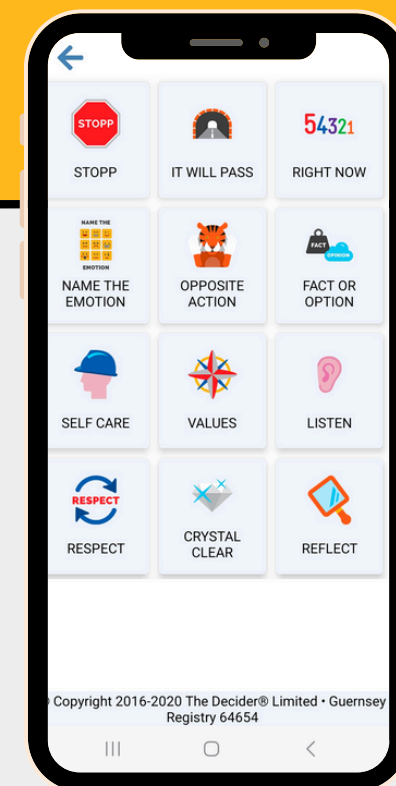 STOPP
STOPP
IT WILL PASS
54321
RIGHT NOW
NAME THE
EMOTION
NAME THE
EMOTION
OPPOSITE
ACTION
FACT
OPINION
FACT OR
OPTION
SELF CARE
VALUES
LISTEN
RESPECT
RESPECT
CRYSTAL
CLEAR
REFLECT
Copyright 2016-2020 The Decider® Limited • Guernsey
Registry 64654